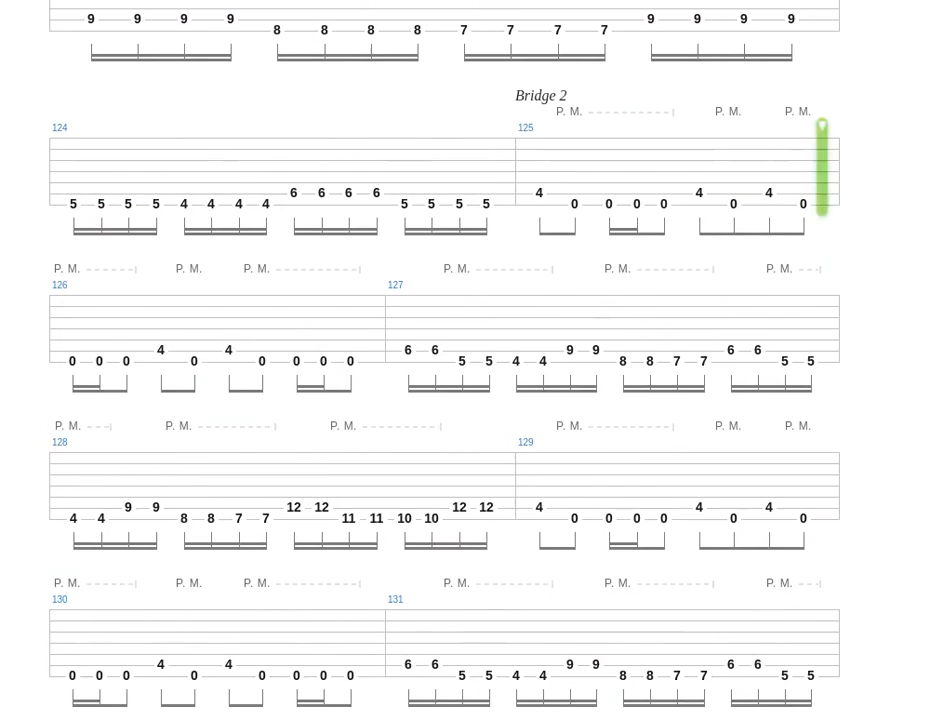 9 9 9 9 9 9 9 9
8 8 8 8 7 7 7 7
Bridge 2
P. M. P. M. P. M.
124 125
6 6 6 6 4 4 4
5 5 5 5 4 4 4 4 5 5 5 5 0 0 0 0 0 0
P. M. P. M. P. M. P. M. P. M. P. M.
126 127
4 4 6 6 9 9 6 6
0 0 0 0 0 0 0 0 5 5 4 4 8 8 7 7 5 5
P. M. P. M. P. M. P. M. P. M. P. M.
128 129
9 9 12 12 12 12 4 4 4
4 4 8 8 7 7 11 11 10 10 0 0 0 0 0 0
P. M. P. M. P. M. P. M. P. M. P. M.
130 131
4 4 6 6 9 9 6 6
0 0 0 0 0 0 0 0 5 5 4 4 8 8 7 7 5 5